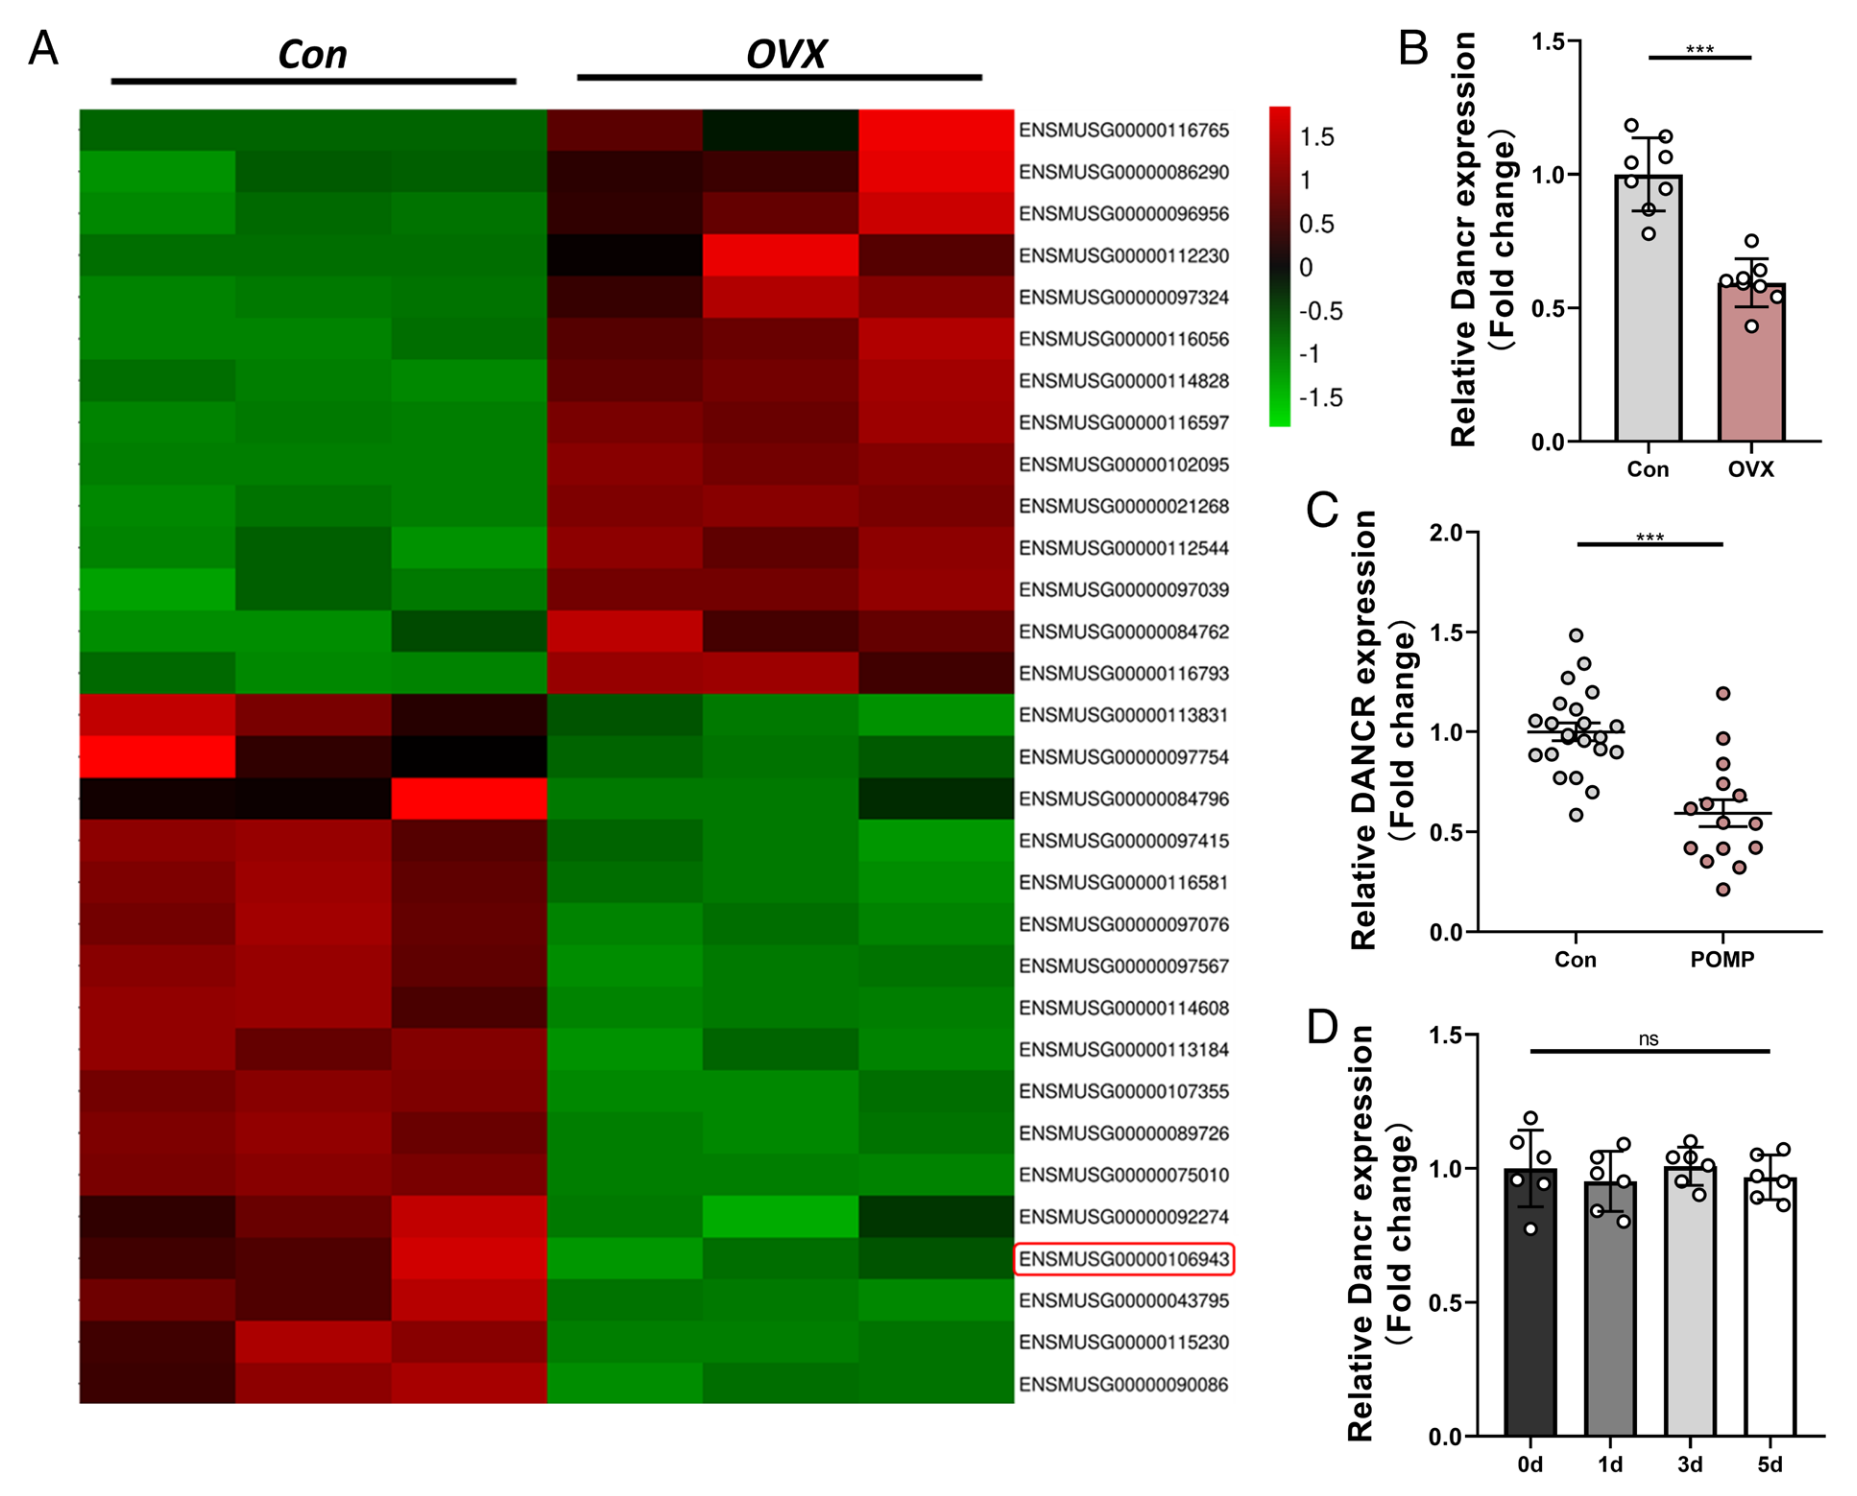 A
Con
OVX
ENSMUSG00000116765
ENSMUSG00000086290
ENSMUSG00000096956
ENSMUSG00000112230
ENSMUSG00000097324
ENSMUSG00000116056
ENSMUSG00000114828
ENSMUSG00000116597
ENSMUSG00000102095
ENSMUSG00000021268
ENSMUSG00000112544
ENSMUSG00000097039
ENSMUSG00000084762
ENSMUSG00000116793
ENSMUSG00000113831
ENSMUSG00000097754
ENSMUSG00000084796
ENSMUSG00000097415
ENSMUSG00000116581
ENSMUSG00000097076
ENSMUSG00000097567
ENSMUSG00000114608
ENSMUSG00000113184
ENSMUSG00000107355
ENSMUSG00000089726
ENSMUSG00000075010
ENSMUSG00000092274
ENSMUSG00000106943
ENSMUSG00000043795
ENSMUSG00000115230
ENSMUSG00000090086
1.5
1
0.5
0
-0.5
-1
-1.5
B
Relative Dancr expression
(Fold change)
1.5
1.0
0.5
0.0
***
Con
OVX
C
Relative DANCR expression
(Fold change)
2.0
1.5
1.0
0.5
0.0
***
Con
POMP
D
Relative Dancr expression
(Fold change)
1.5
1.0
0.5
0.0
ns
0d
1d
3d
5d